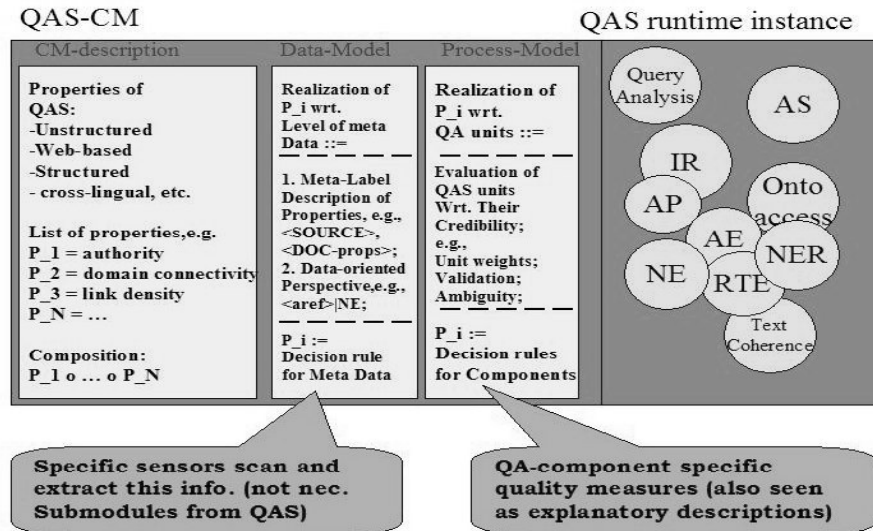 QAS-CM
QAS runtime instance
CM-description
Data-Model
Process-Model
Properties of
QAS:
-Unstructured
-Web-based
-Structured
- cross-lingual, etc.
List of properties,e.g.
P_1 = authority
P_2 = domain connectivity
P_3 = link density
P_N = ...
Composition:
P_1 o ... o P_N
Realization of
P_i wrt.
Level of meta
Data ::=
1. Meta-Label
Description of
Properties, e.g.,
<SOURCE>,
<DOC-props>;
2. Data-oriented
Perspective,e.g.,
<aref>|NE;
P_i :=
Decision rule
for Meta Data
Realization of
P_i wrt.
QA units ::=
Evaluation of
QAS units
Wrt. Their
Credibility;
e.g.,
Unit weights;
Validation;
Ambiguity;
P_i :=
Decision rules
for Components
Query
Analysis
AS
IR
AP
Onto
access
AE
NER
NE
RTE
Text
Coherence
Specific sensors scan and
extract this info. (not nec.
Submodules from QAS)
QA-component specific
quality measures (also seen
as explanatory descriptions)